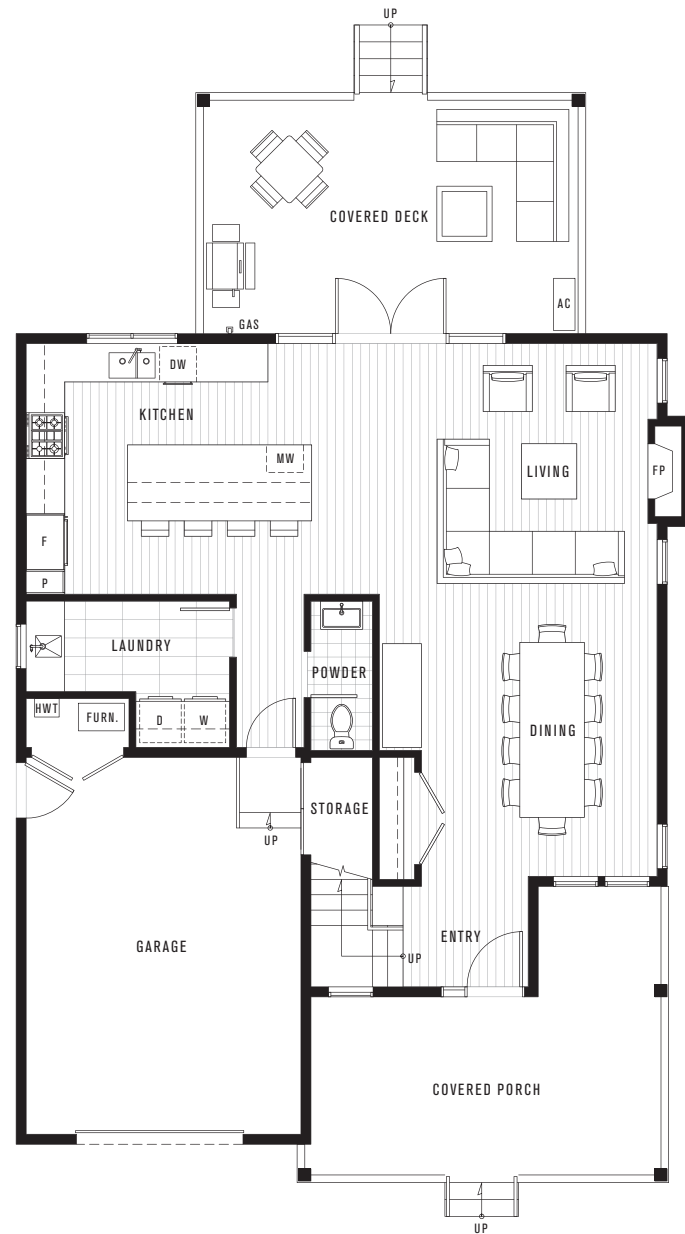 UP
COVERED DECK
AC
GAS
DW
KITCHEN
MW
LIVING
FP
F
P
LAUNDRY
POWDER
HWT
FURN.
D
W
DINING
STORAGE
UP
GARAGE
ENTRY
UP
COVERED PORCH
UP